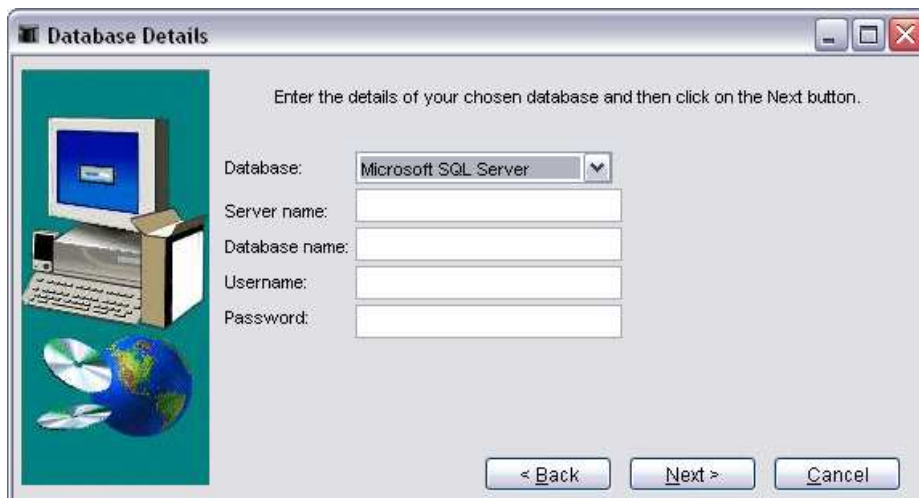 Database Details
Enter the details of your chosen database and then click on the Next button.
Database: Microsoft SQL Server
Server name:
Database name:
Username:
Password:
< Back Next > Cancel